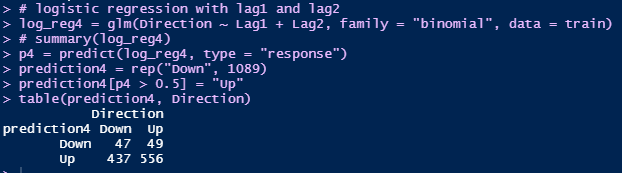 > # logistic regression with lag1 and lag2
> log_reg4 = glm(Direction ~ Lag1 + Lag2, family = "binomial", data = train)
> # summary(log_reg4)
> p4 = predict(log_reg4, type = "response")
> prediction4 = rep("Down", 1089)
> prediction4[p4 > 0.5] = "Up"
> table(prediction4, Direction)
Direction
prediction4 Down Up
Down 47 49
Up 437 556
>